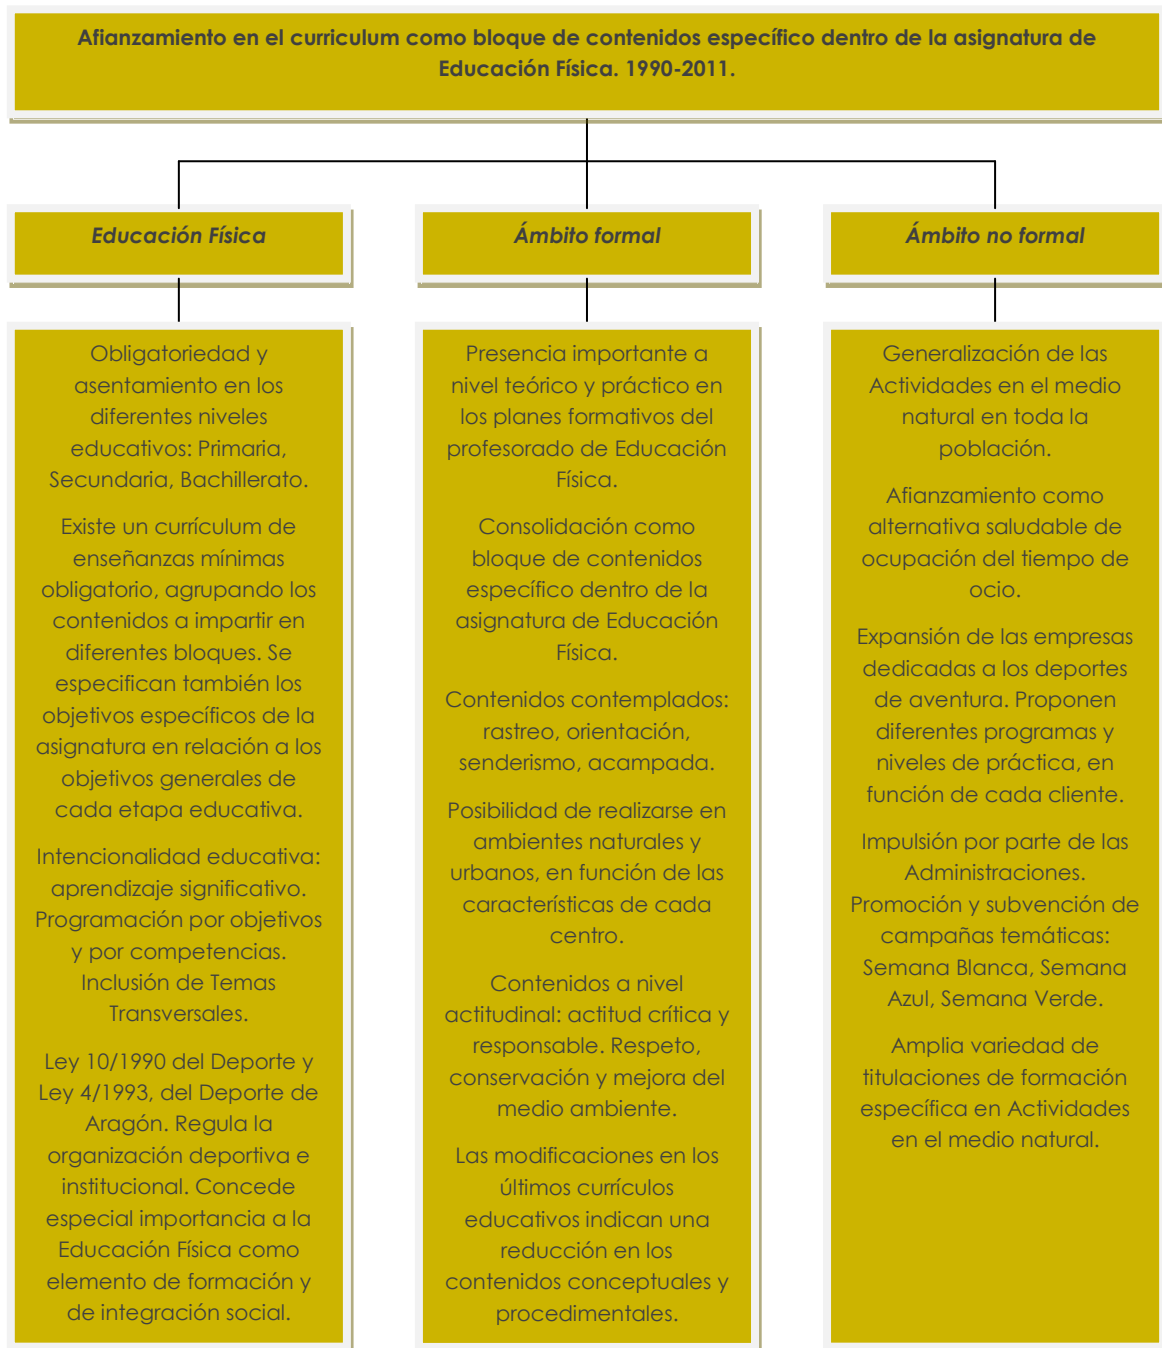 Afianzamiento en el curriculum como bloque de contenidos específico dentro de la asignatura de
Educación Física. 1990-2011.
Educación Física
Obligatoriedad y
asentamiento en los
diferentes niveles
educativos: Primaria,
Secundaria, Bachillerato.
Existe un currículum de
enseñanzas mínimas
obligatorio, agrupando los
contenidos a impartir en
diferentes bloques. Se
especifican también los
objetivos específicos de la
asignatura en relación a los
objetivos generales de
cada etapa educativa.
Intencionalidad educativa:
aprendizaje significativo.
Programación por objetivos
y por competencias.
Inclusión de Temas
Transversales.
Ley 10/1990 del Deporte y
Ley 4/1993, del Deporte de
Aragón. Regula la
organización deportiva e
institucional. Concede
especial importancia a la
Educación Física como
elemento de formación y
de integración social.
Ámbito formal
Presencia importante a
nivel teórico y práctico en
los planes formativos del
profesorado de Educación
Física.
Consolidación como
bloque de contenidos
específico dentro de la
asignatura de Educación
Física.
Contenidos contemplados:
rastreo, orientación,
senderismo, acampada.
Posibilidad de realizarse en
ambientes naturales y
urbanos, en función de las
características de cada
centro.
Contenidos a nivel
actitudinal: actitud crítica y
responsable. Respeto,
conservación y mejora del
medio ambiente.
Las modificaciones en los
últimos currículos
educativos indican una
reducción en los
contenidos conceptuales y
procedimentales.
Ámbito no formal
Generalización de las
Actividades en el medio
natural en toda la
población.
Afianzamiento como
alternativa saludable de
ocupación del tiempo de
ocio.
Expansión de las empresas
dedicadas a los deportes
de aventura. Proponen
diferentes programas y
niveles de práctica, en
función de cada cliente.
Impulsión por parte de las
Administraciones.
Promoción y subvención de
campañas temáticas:
Semana Blanca, Semana
Azul, Semana Verde.
Amplia variedad de
titulaciones de formación
específica en Actividades
en el medio natural.